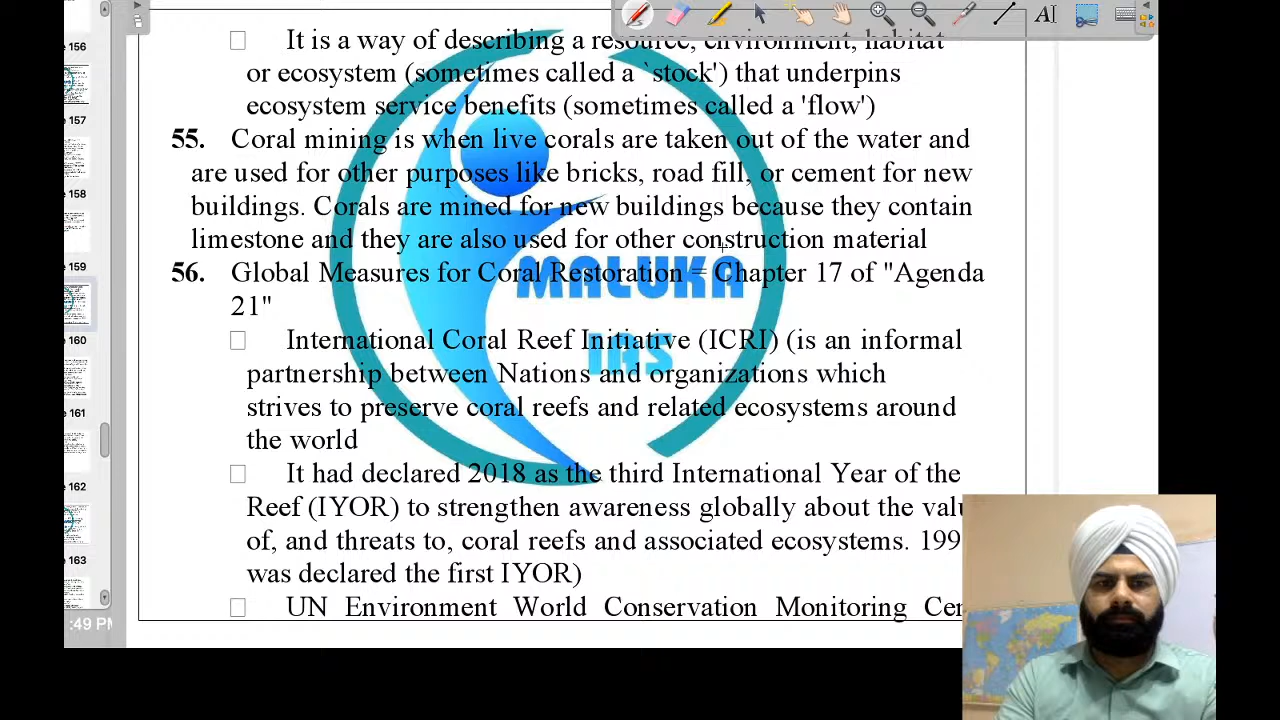 156
157
158
159
160
161
162
163
:49 PM
It is a way of describing a resource, environment, habitat
or ecosystem (sometimes called a `stock') that underpins
ecosystem service benefits (sometimes called a 'flow')
55. Coral mining is when live corals are taken out of the water and
are used for other purposes like bricks, road fill, or cement for new
buildings. Corals are mined for new buildings because they contain
limestone and they are also used for other construction material
56. Global Measures for Coral Restoration = Chapter 17 of "Agenda
21"
International Coral Reef Initiative (ICRI) (is an informal
partnership between Nations and organizations which
strives to preserve coral reefs and related ecosystems around
the world
It had declared 2018 as the third International Year of the
Reef (IYOR) to strengthen awareness globally about the valu
of, and threats to, coral reefs and associated ecosystems. 199
was declared the first IYOR)
UN Environment World Conservation Monitoring Cen
MALUKA
IAS
AI